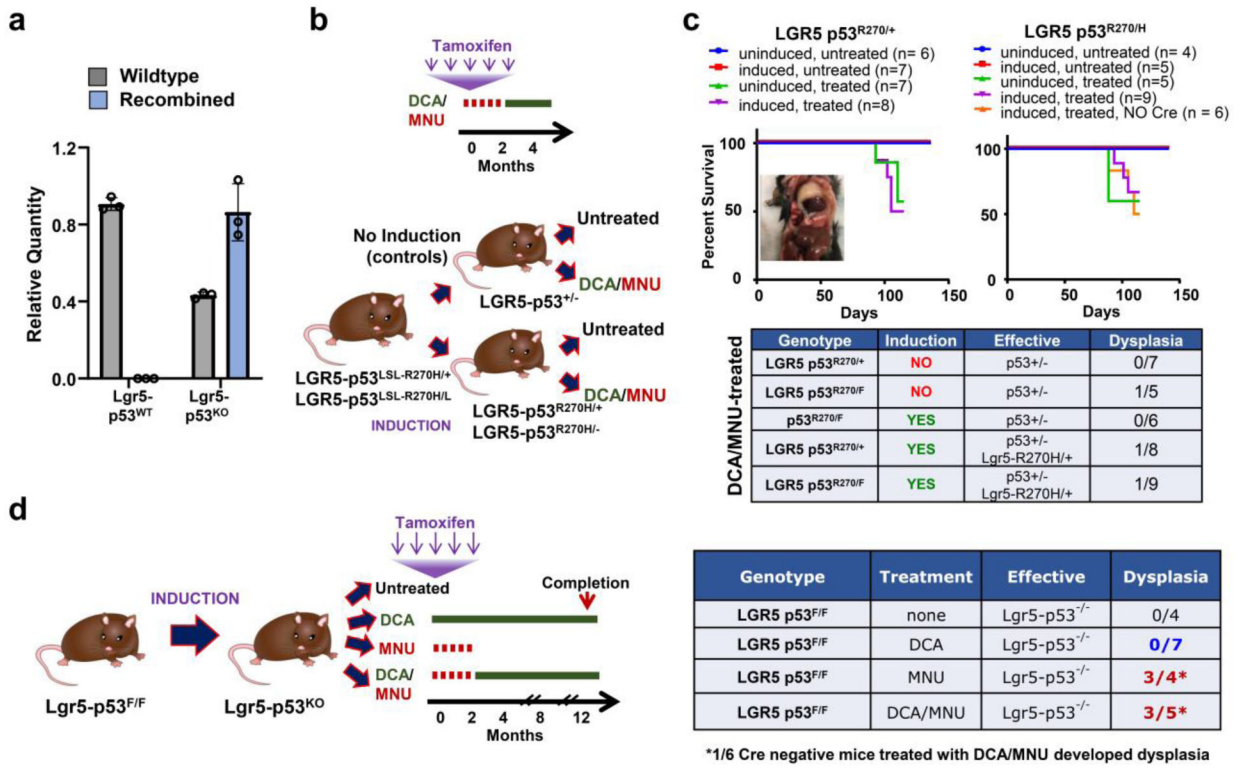 a
Wildtype
Recombined
Relative Quantity
1.2
0.8
0.4
0.0
Lgr5-
p53WT
Lgr5-
p53KO
b
Tamoxifen
DCA/
MNU
0 2 4
Months
No Induction
(controls)
Untreated
DCA/MNU
LGR5-p53+/-
Untreated
DCA/MNU
LGR5-p53LSL-R270H/+
LGR5-p53LSL-R270H/L
INDUCTION
LGR5-p53R270H/+
LGR5-p53R270H/-
c
LGR5 p53R270/+
uninduced, untreated (n= 6)
induced, untreated (n=7)
uninduced, treated (n=7)
induced, treated (n=8)
LGR5 p53R270/H
uninduced, untreated (n= 4)
induced, untreated (n=5)
uninduced, treated (n=5)
induced, treated (n=9)
induced, treated, NO Cre (n = 6)
Percent Survival
100
50
0
0 50 100 150
Days
100
50
0
0 50 100 150
Days
DCA/MNU-treated
Genotype Induction Effective Dysplasia
LGR5 p53R270/+ NO p53+/- 0/7
LGR5 p53R270/F NO p53+/- 1/5
p53R270/F YES p53+/- 0/6
LGR5 p53R270/+ YES p53+/- Lgr5-R270H/+ 1/8
LGR5 p53R270/F YES p53+/- Lgr5-R270H/+ 1/9
d
Tamoxifen
INDUCTION
Untreated
DCA
MNU
DCA/
MNU
Completion
0 2 4 8 12
Months
Lgr5-p53F/F
Lgr5-p53KO
Genotype Treatment Effective Dysplasia
LGR5 p53F/F none Lgr5-p53-/- 0/4
LGR5 p53F/F DCA Lgr5-p53-/- 0/7
LGR5 p53F/F MNU Lgr5-p53-/- 3/4*
LGR5 p53F/F DCA/MNU Lgr5-p53-/- 3/5*
*1/6 Cre negative mice treated with DCA/MNU developed dysplasia